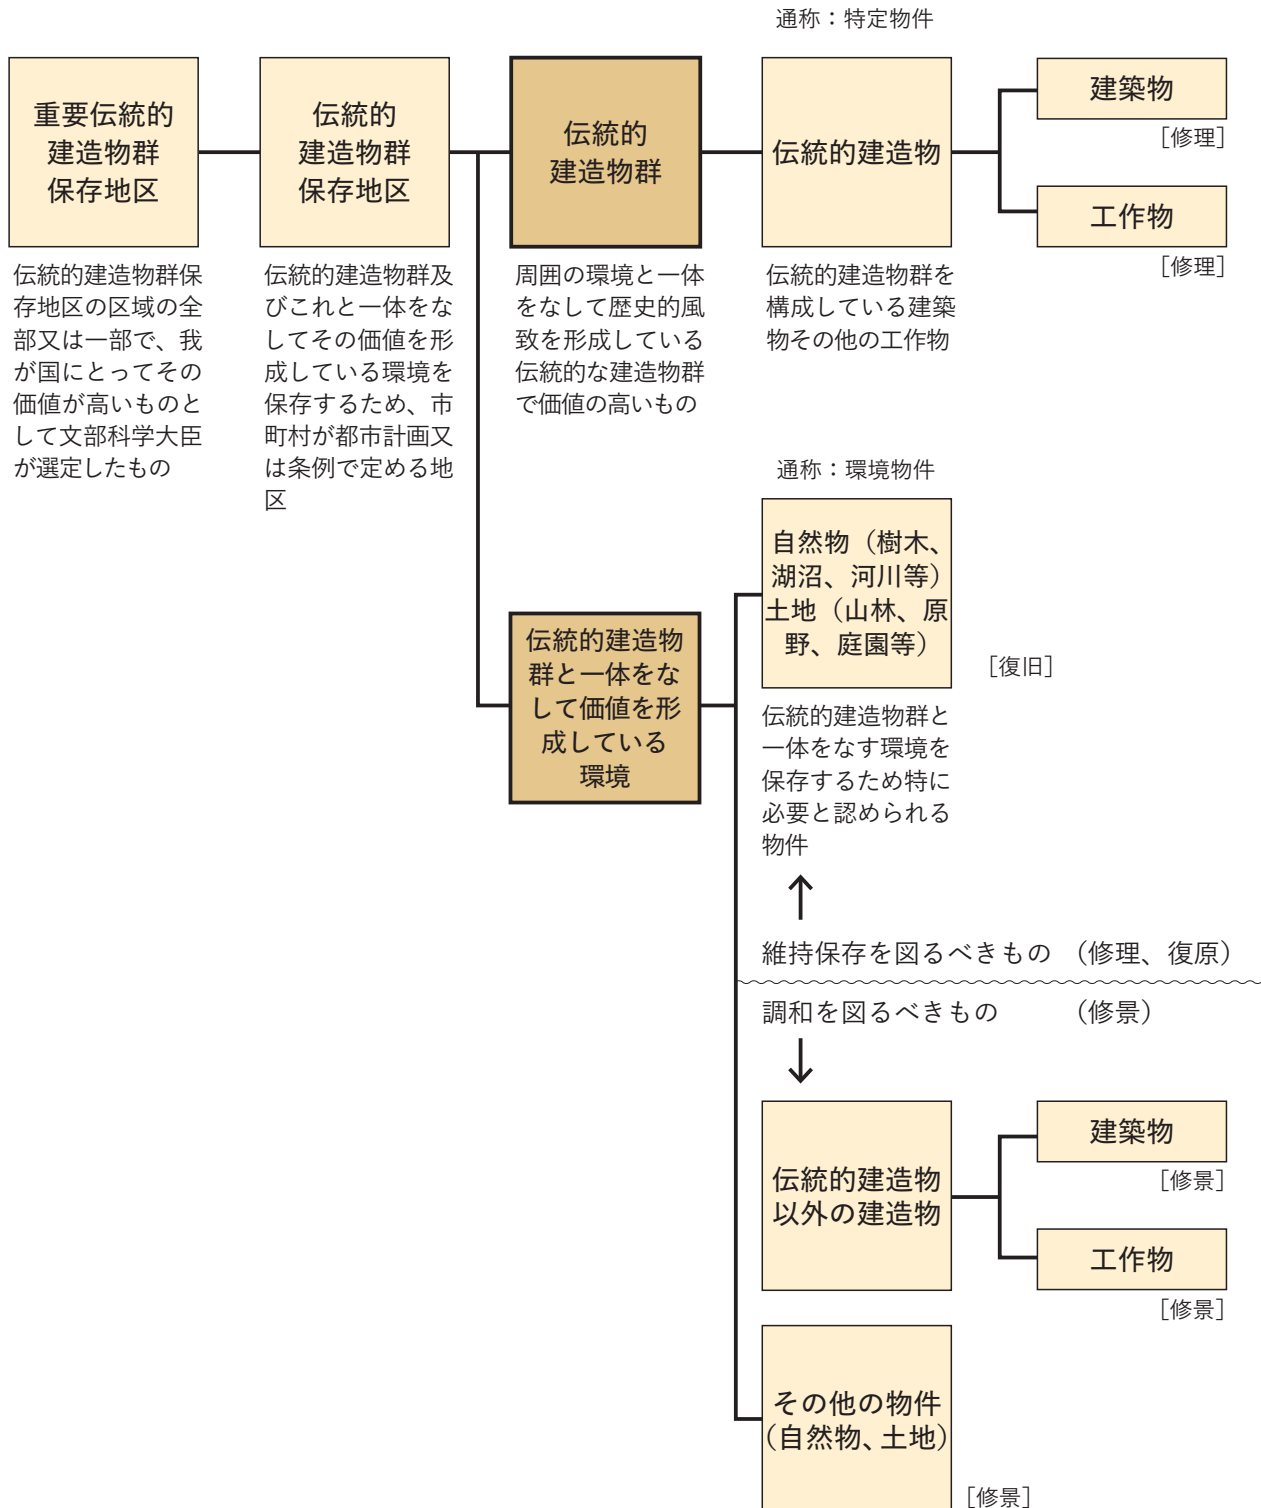 通称：特定物件
重要伝統的
建造物群
保存地区
伝統的建造物群保
存地区の区域の全
部又は一部で、我
が国にとってその
価値が高いものと
して文部科学大臣
が選定したもの
伝統的
建造物群
保存地区
伝統的建造物群及
びこれと一体をな
してその価値を形
成している環境を
保存するため、市
町村が都市計画又
は条例で定める地
区
伝統的
建造物群
周囲の環境と一体
をなして歴史的風
致を形成している
伝統的な建造物群
で価値の高いもの
伝統的建造物
伝統的建造物群を
構成している建築
物その他の工作物
建築物
［修理］
工作物
［修理］
通称：環境物件
自然物（樹木、
湖沼、河川等）
土地（山林、原
野、庭園等）
［復旧］
伝統的建造物群と
一体をなす環境を
保存するため特に
必要と認められる
物件
伝統的建造物
群と一体をな
して価値を形
成している
環境
維持保存を図るべきもの （修理、復原）
調和を図るべきもの （修景）
伝統的建造物
以外の建造物
建築物
［修景］
工作物
［修景］
その他の物件
（自然物、土地）
［修景］